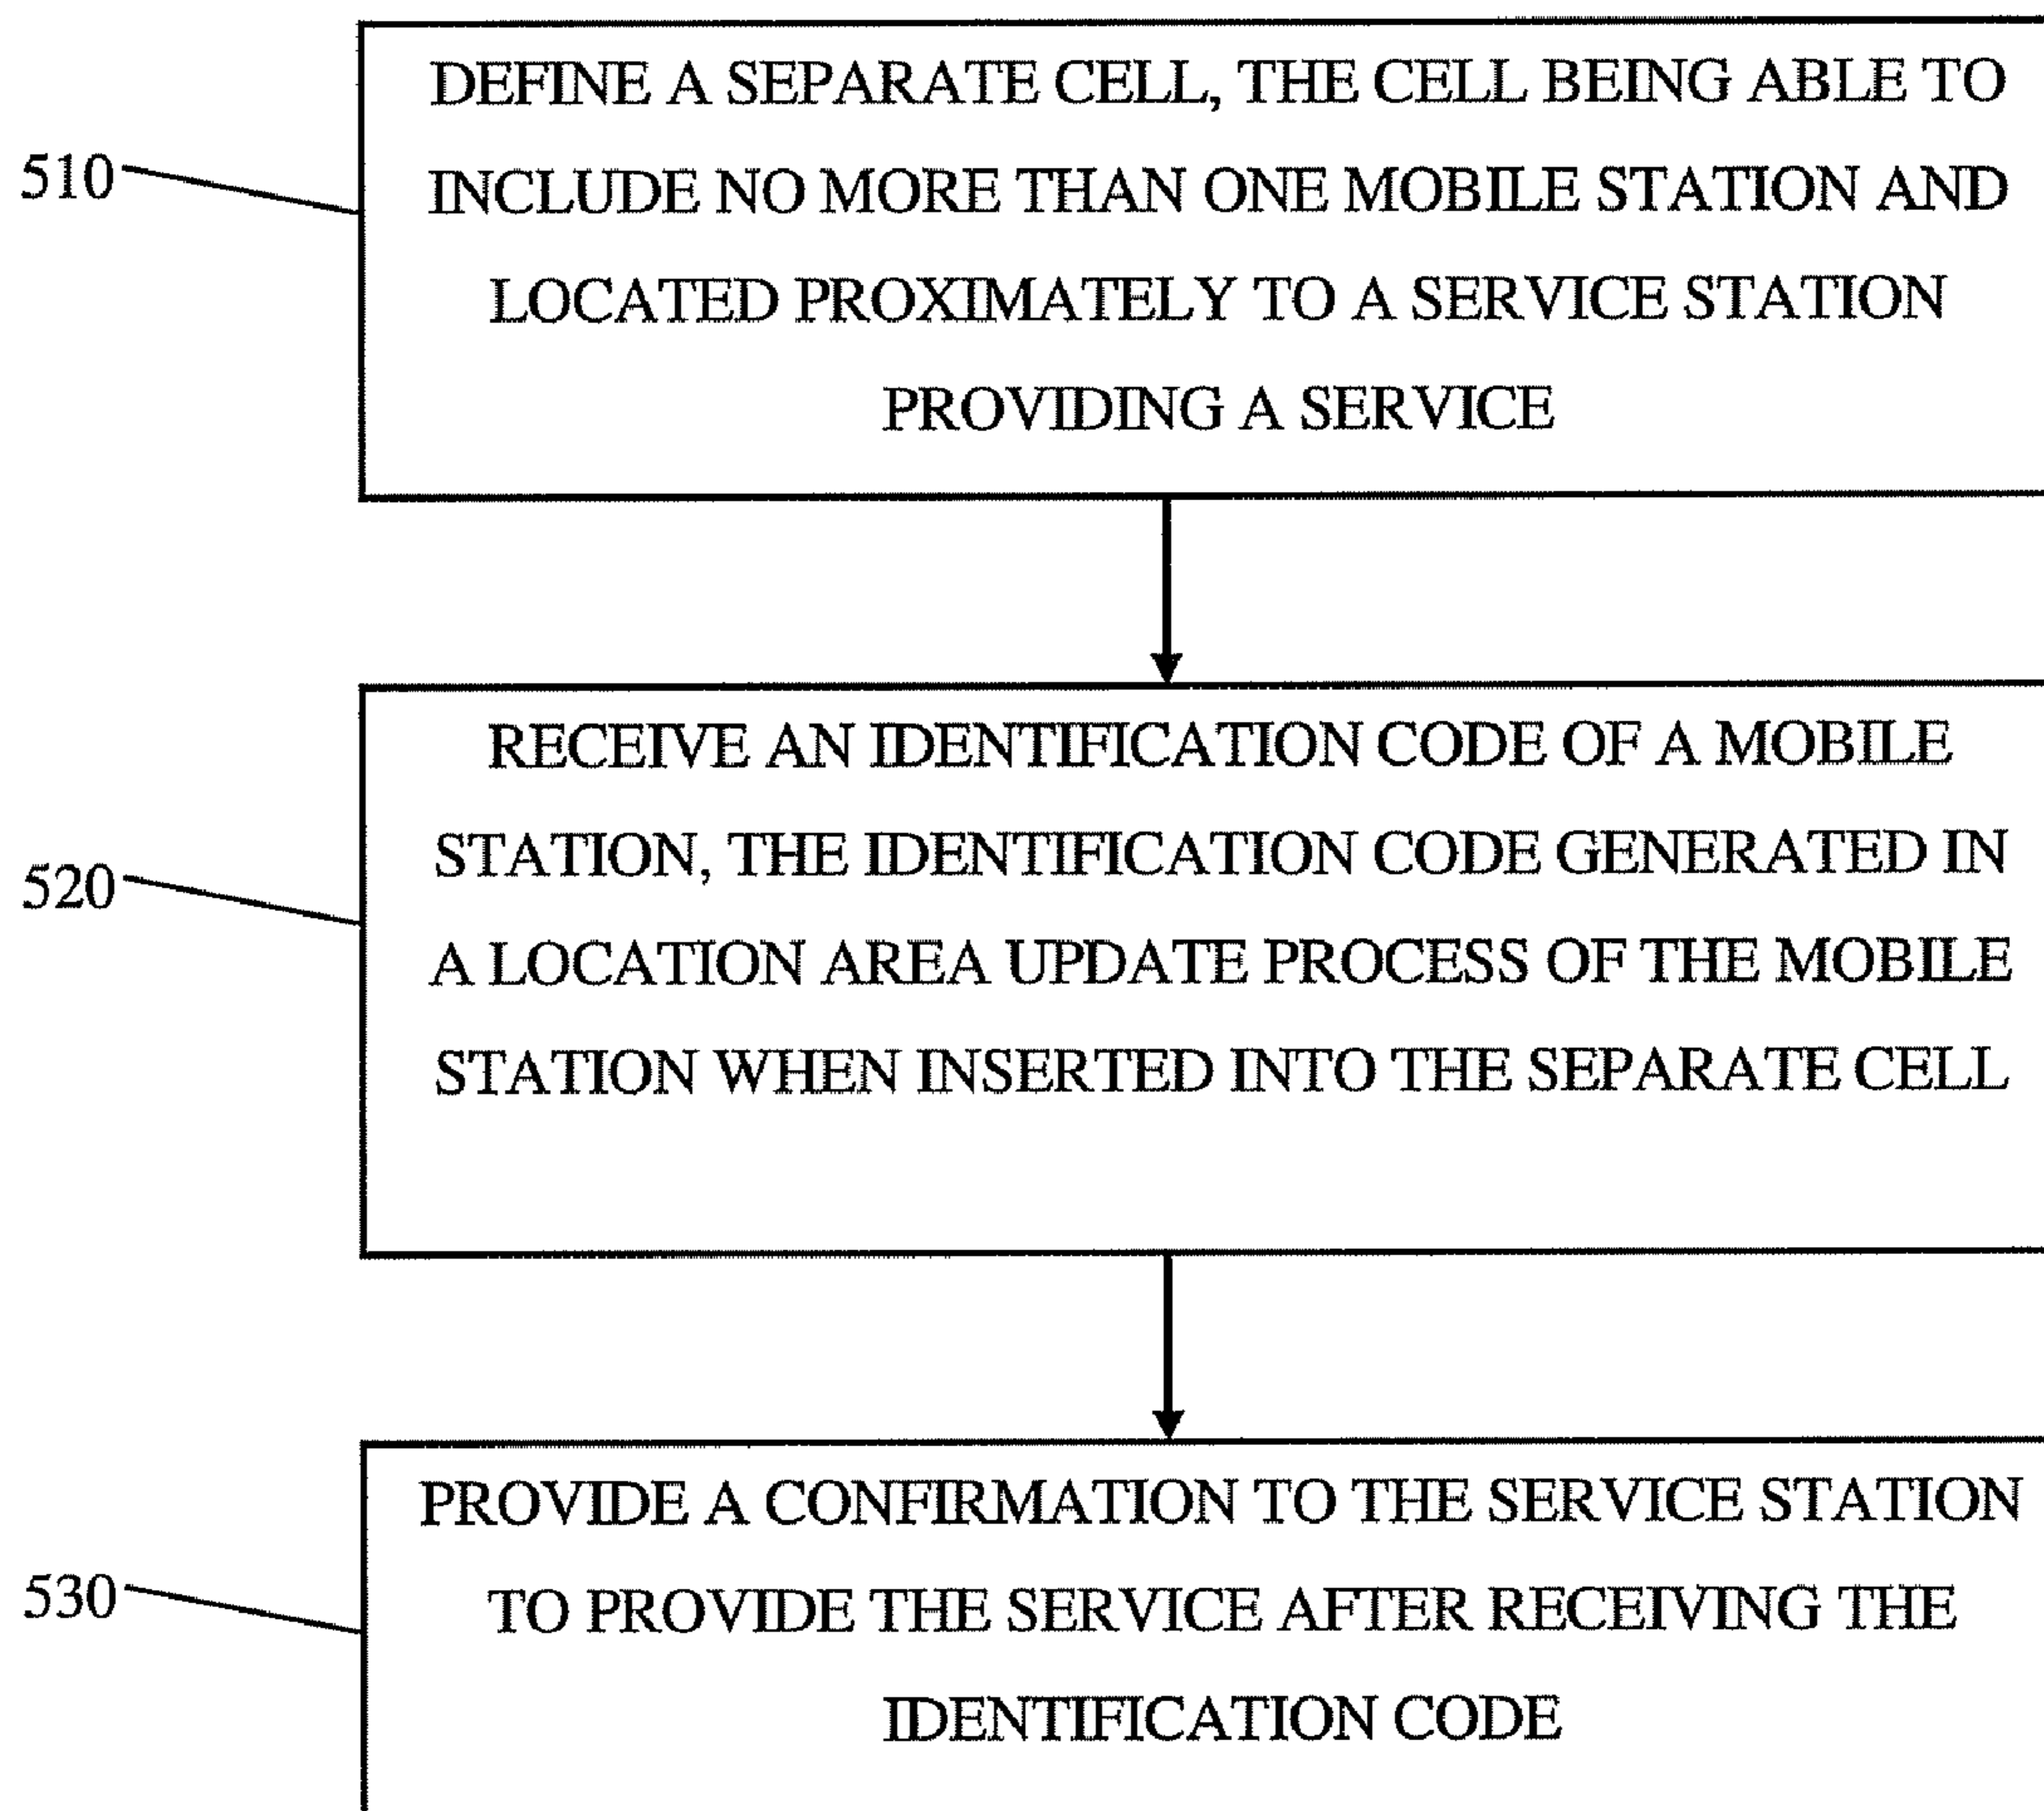 DEFINE A SEPARATE CELL, THE CELL BEING ABLE TO
510
INCLUDE NO MORE THAN ONE MOBILE STATION AND
LOCATED PROXIMATELY TO A SERVICE STATION
PROVIDING A SERVICE
RECEIVE AN IDENTIFICATION CODE OF A MOBILE
520
STATION, THE IDENTIFICATION CODE GENERATED IN
A LOCATION AREA UPDATE PROCESS OF THE MOBILE
STATION WHEN INSERTED INTO THE SEPARATE CELL
PROVIDE A CONFIRMATION TO THE SERVICE STATION
530
TO PROVIDE THE SERVICE AFTER RECEIVING THE
IDENTIFICATION CODE